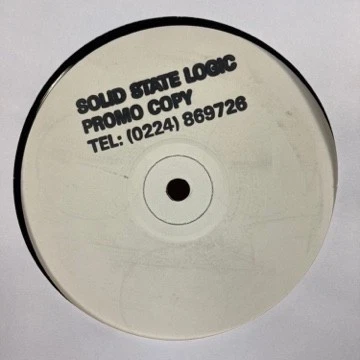 SOLID STATE LOGIC
PROMO COPY
TEL: (0224) 869726